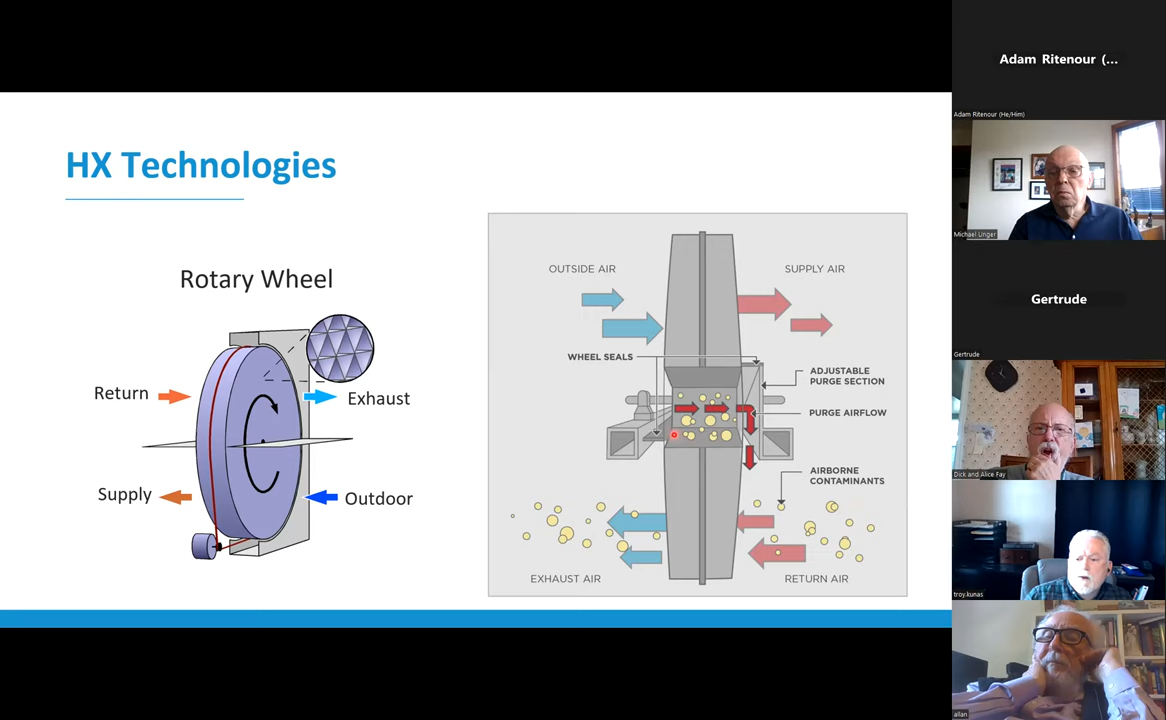 HX Technologies
Rotary Wheel
Return
Exhaust
Supply
Outdoor
OUTSIDE AIR
SUPPLY AIR
WHEEL SEALS
ADJUSTABLE
PURGE SECTION
PURGE AIRFLOW
AIRBORNE
CONTAMINANTS
EXHAUST AIR
RETURN AIR
Adam Ritenour (...
Adam Ritenour (He/Him)
Michael Unger
Gertrude
Gertrude
Dick and Alice Fay
troy.kunas
allan